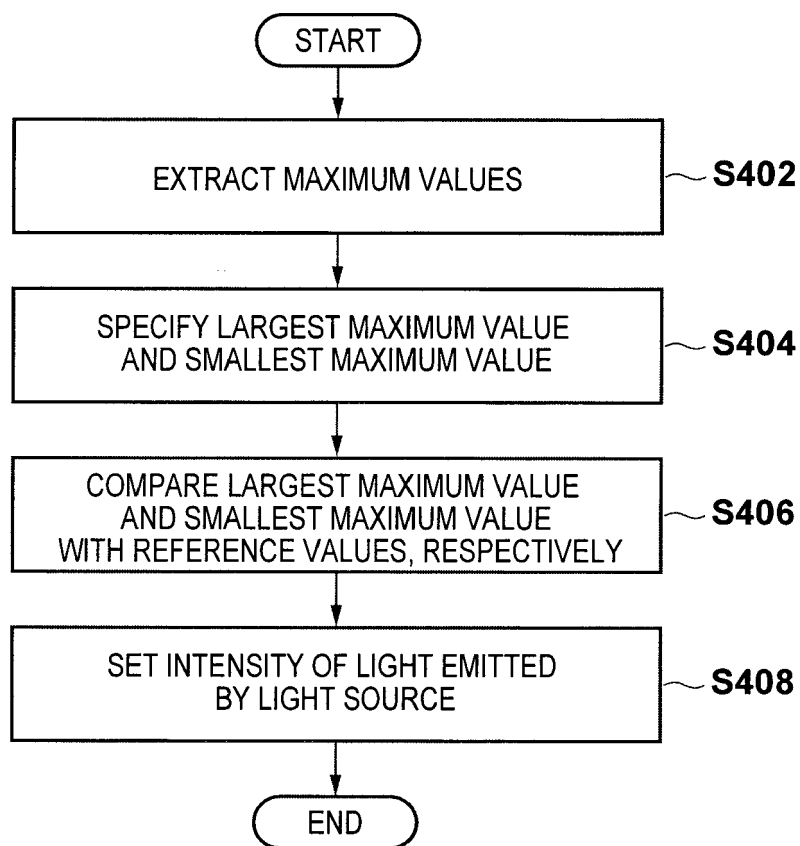 START
EXTRACT MAXIMUM VALUES
S402
SPECIFY LARGEST MAXIMUM VALUE
AND SMALLEST MAXIMUM VALUE
S404
COMPARE LARGEST MAXIMUM VALUE
AND SMALLEST MAXIMUM VALUE
WITH REFERENCE VALUES, RESPECTIVELY
S406
SET INTENSITY OF LIGHT EMITTED
BY LIGHT SOURCE
S408
END